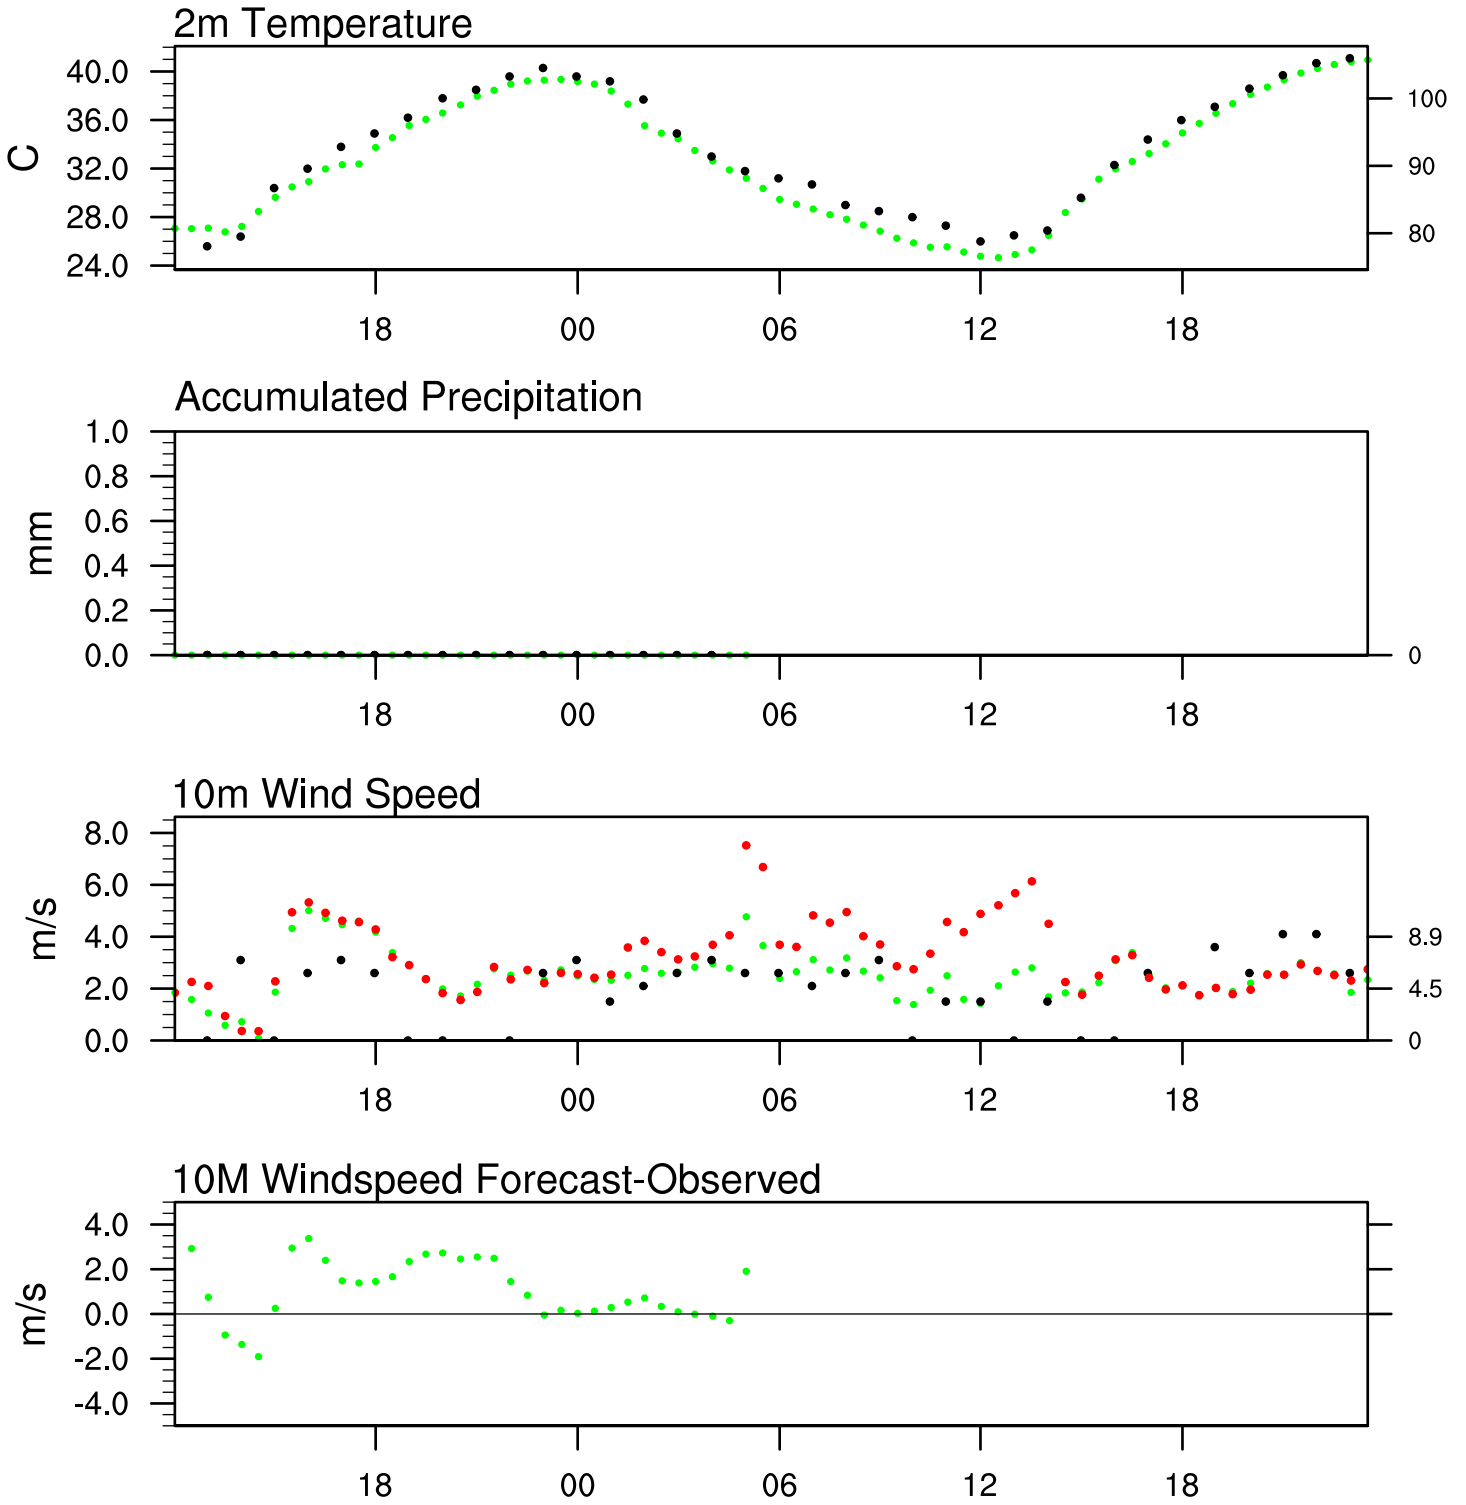 2m Temperature
40.0
36.0
32.0
28.0
24.0
C
100
90
80
18 00 06 12 18
Accumulated Precipitation
1.0
0.8
0.6
0.4
0.2
0.0
mm
0
18 00 06 12 18
10m Wind Speed
8.0
6.0
4.0
2.0
0.0
m/s
8.9
4.5
0
18 00 06 12 18
10M Windspeed Forecast-Observed
4.0
2.0
0.0
-2.0
-4.0
m/s
18 00 06 12 18